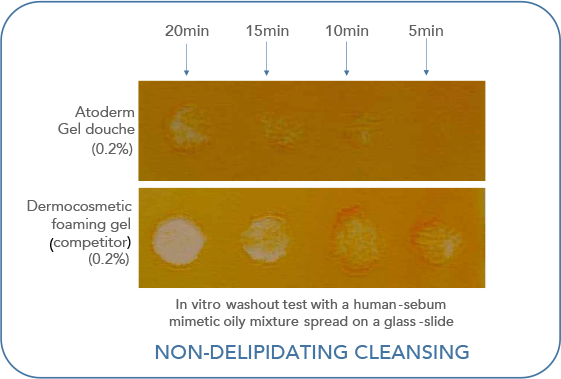 20min 15min 10min 5min
Atoderm
Gel douche
(0.2%)
Dermocosmetic
foaming gel
(competitor)
(0.2%)
In vitro washout test with a human-sebum
mimetic oily mixture spread on a glass-slide
NON-DELIPIDATING CLEANSING